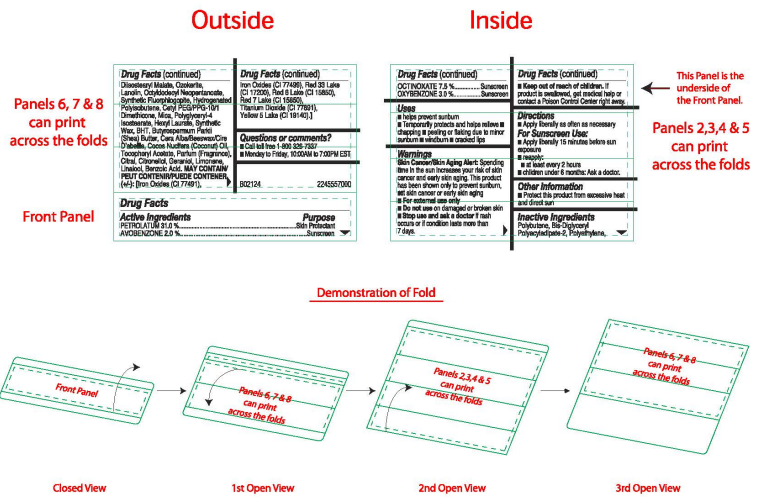 Outside
Inside
Panels 6, 7 & 8
can print
across the folds
Front Panel
Drug Facts (continued)
Diisostearyl Malate, Ozokerite,
Lanolin, Octyldodecyl Neopentanoate,
Synthetic Fluorphlogopite, Hydrogenated
Polyisobutene, Cetyl PEG/PPG-10/1
Dimethicone, Mica, Polyglyceryl-4
Isostearate, Hexyl Laurate, Synthetic
Wax, BHT, Butyrospermum Parkii
(Shea) Butter, Cera Alba/Beeswax/Cire
D'abeille, Cocos Nucifera (Coconut) Oil,
Tocopheryl Acetate, Parfum (Fragrance),
Citral, Citronellol, Geraniol, Limonene,
Linalool, Benzoic Acid. MAY CONTAIN/
PEUT CONTENIR/PUEDE CONTENER
(+/-): [Iron Oxides (CI 77491),
Drug Facts (continued)
Iron Oxides (CI 77499), Red 33 Lake
(CI 17200), Red 6 Lake (CI 15850),
Red 7 Lake (CI 15850),
Titanium Dioxide (CI 77891),
Yellow 5 Lake (CI 19140).]
Questions or comments?
■ Call toll free 1-800 326-7337
■ Monday to Friday, 10:00AM to 7:00PM EST
B02124 2245557000
Drug Facts
Active Ingredients Purpose
PETROLATUM 31.0 %....Skin Protectant
AVOBENZONE 2.0 %....Sunscreen
Drug Facts (continued)
OCTINOXATE 7.5 %....Sunscreen
OXYBENZONE 3.0 %....Sunscreen
Uses
■ helps prevent sunburn
■ Temporarily protects and helps relieve ■
chapping ■ peeling or flaking due to minor
sunburn ■ windburn ■ cracked lips
Warnings
Skin Cancer/Skin Aging Alert: Spending
time in the sun increases your risk of skin
cancer and early skin aging. This product
has been shown only to prevent sunburn,
not skin cancer or early skin aging
■ For external use only
■ Do not use on damaged or broken skin
■ Stop use and ask a doctor if rash
occurs or if condition lasts more than
7 days.
Drug Facts (continued)
■ Keep out of reach of children. If
product is swallowed, get medical help or
contact a Poison Control Center right away.
Directions
■ Apply liberally as often as necessary
For Sunscreen Use:
■ Apply liberally 15 minutes before sun
exposure
■ reapply:
■ at least every 2 hours
■ children under 6 months: Ask a doctor.
Other Information
■ Protect this product from excessive heat
and direct sun
Inactive Ingredients
Polybutene, Bis-Diglyceryl
Polyacyladipate-2, Polyethylene,
This Panel is the
underside of
the Front Panel.
Panels 2,3,4 & 5
can print
across the folds
Demonstration of Fold
Front Panel
Panels 6, 7 & 8
can print
across the folds
Panels 2,3,4 & 5
can print
across the folds
Panels 6, 7 & 8
can print
across the folds
Closed View
1st Open View
2nd Open View
3rd Open View